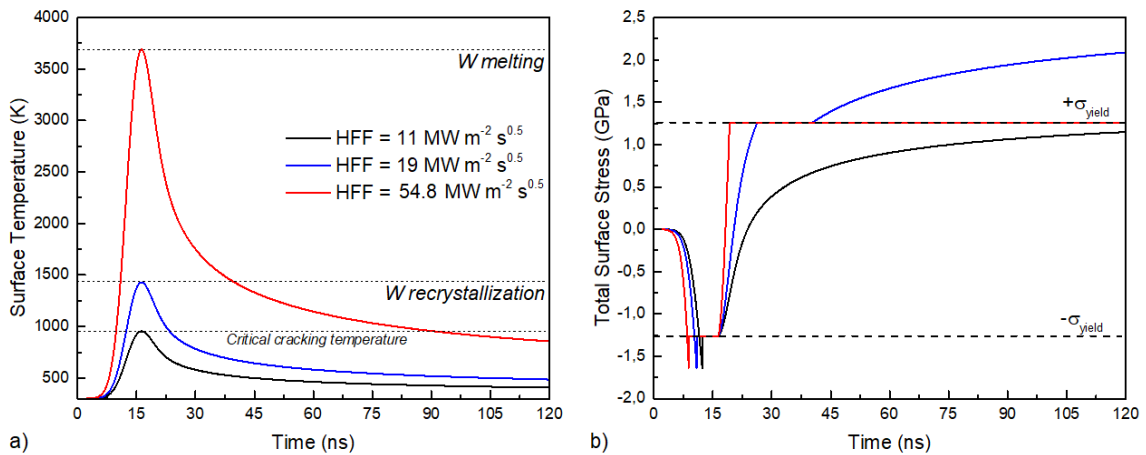 4000
3500
3000
2500
2000
1500
1000
500
Surface Temperature (K)
W melting
HFF = 11 MW m⁻² s⁰·⁵
HFF = 19 MW m⁻² s⁰·⁵
HFF = 54.8 MW m⁻² s⁰·⁵
W recrystallization
Critical cracking temperature
0 15 30 45 60 75 90 105 120
Time (ns)
a)
2.5
2.0
1.5
1.0
0.5
0,0
-0.5
-1.0
-1.5
-2,0
Total Surface Stress (GPa)
+σyield
-σyield
0 15 30 45 60 75 90 105 120
Time (ns)
b)